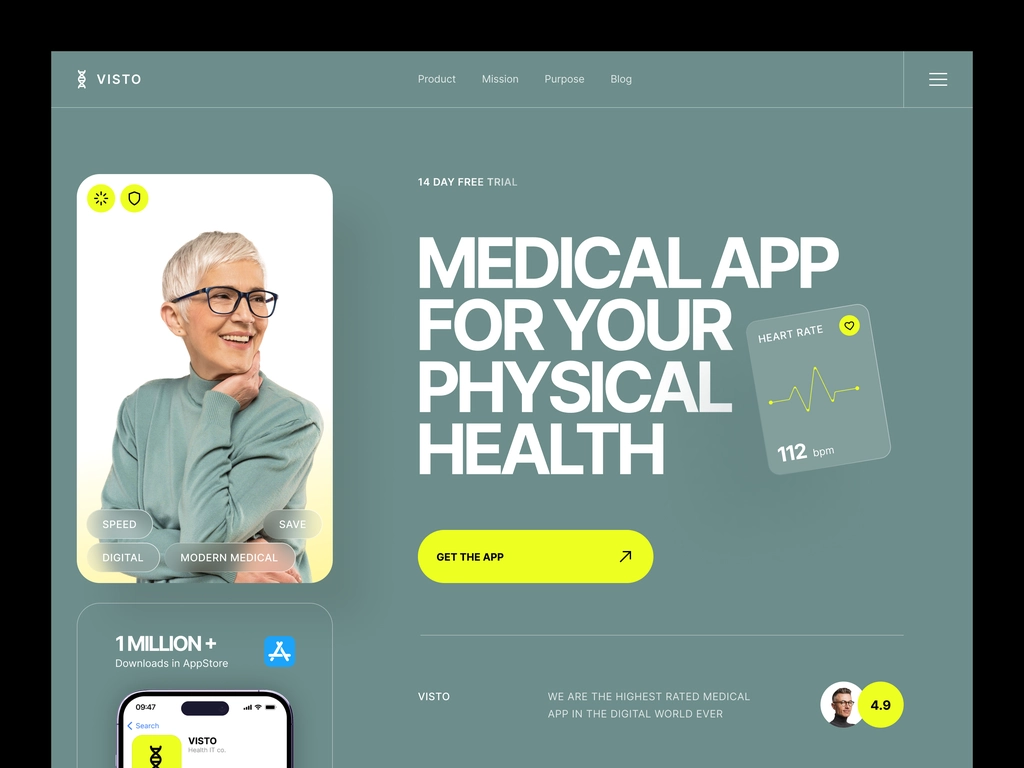 VISTO
Product
Mission
Purpose
Blog
14 DAY FREE TRIAL
MEDICAL APP
FOR YOUR
PHYSICAL
HEALTH
HEART RATE
112 bpm
GET THE APP
SPEED
SAVE
DIGITAL
MODERN MEDICAL
1 MILLION +
Downloads in AppStore
09:47
Search
VISTO
Health IT co.
VISTO
WE ARE THE HIGHEST RATED MEDICAL
APP IN THE DIGITAL WORLD EVER
4.9